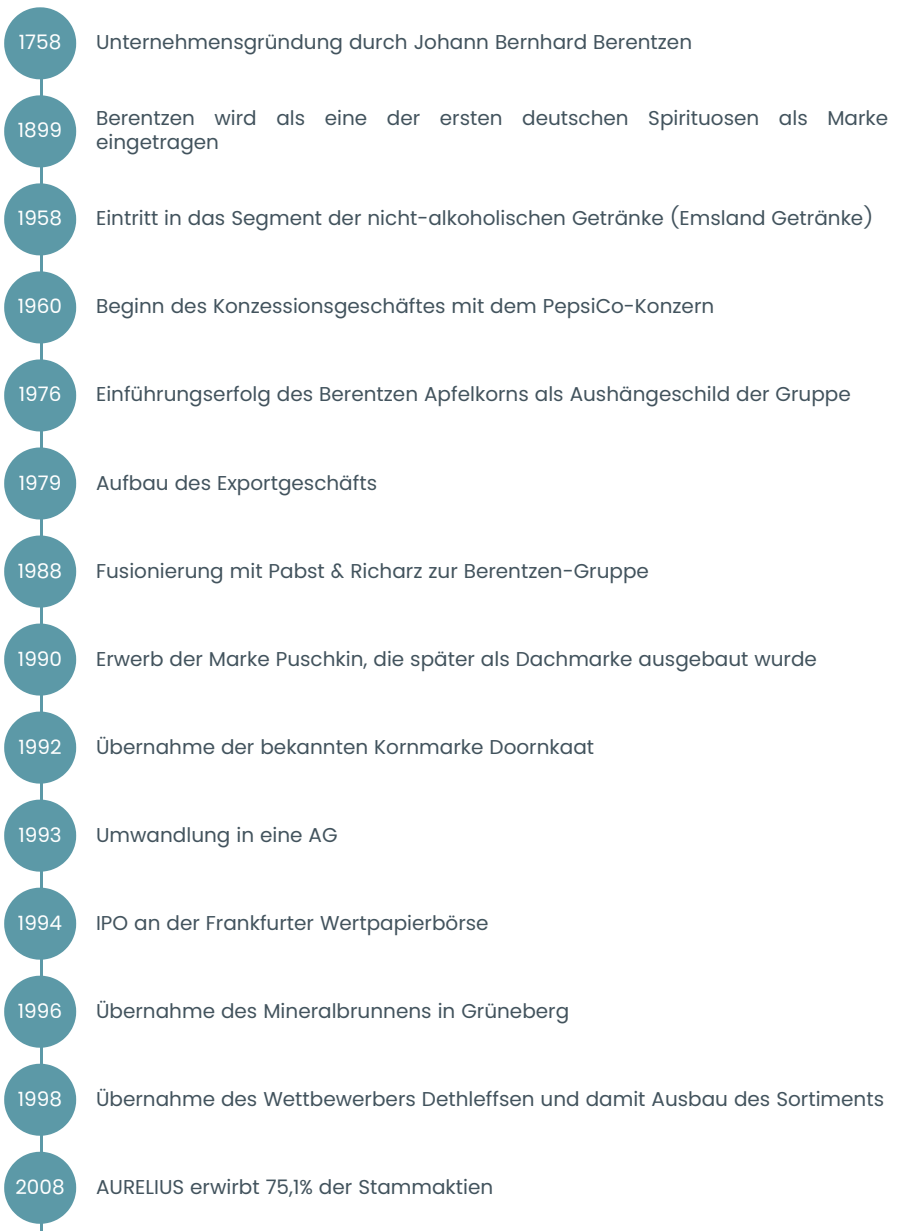 1758
Unternehmensgründung durch Johann Bernhard Berentzen
1899
Berentzen wird als eine der ersten deutschen Spirituosen als Marke
eingetragen
1958
Eintritt in das Segment der nicht-alkoholischen Getränke (Emsland Getränke)
1960
Beginn des Konzessionsgeschäftes mit dem PepsiCo-Konzern
1976
Einführungserfolg des Berentzen Apfelkorns als Aushängeschild der Gruppe
1979
Aufbau des Exportgeschäfts
1988
Fusionierung mit Pabst & Richarz zur Berentzen-Gruppe
1990
Erwerb der Marke Puschkin, die später als Dachmarke ausgebaut wurde
1992
Übernahme der bekannten Kornmarke Doornkaat
1993
Umwandlung in eine AG
1994
IPO an der Frankfurter Wertpapierbörse
1996
Übernahme des Mineralbrunnens in Grüneberg
1998
Übernahme des Wettbewerbers Dethleffsen und damit Ausbau des Sortiments
2008
AURELIUS erwirbt 75,1% der Stammaktien